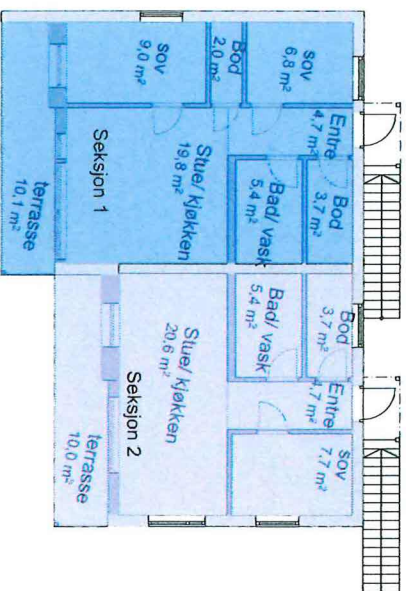 sov
9,0 m²
Bod
2,0 m²
sov
6,8 m²
Entre
4,7 m²
Stue/ kjøkken
19,8 m²
Bad/ vask
5,4 m²
Bod
3,7 m²
Seksjon 1
terrasse
10,1 m²
Stue/ kjøkken
20,6 m²
Bad/ vask
5,4 m²
Bod
3,7 m²
Entre
4,7 m²
Seksjon 2
sov
7,7 m²
terrasse
10,0 m²